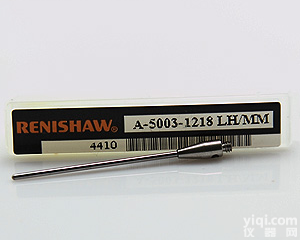 RENISHAW
A-5003-1218 LH/MM
4410
yiqi.com
仪器网